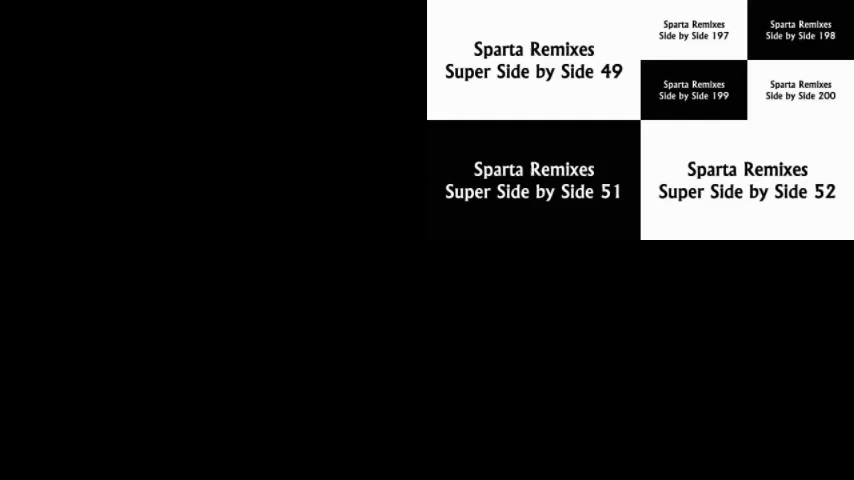 Sparta Remixes
Super Side by Side 49
Sparta Remixes
Side by Side 197
Sparta Remixes
Side by Side 198
Sparta Remixes
Side by Side 199
Sparta Remixes
Side by Side 200
Sparta Remixes
Super Side by Side 51
Sparta Remixes
Super Side by Side 52